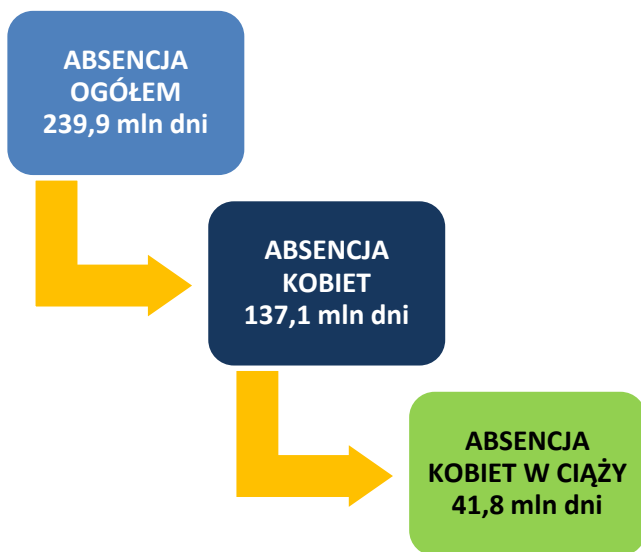 ABSENCJA
OGÓŁEM
239,9 mln dni
ABSENCJA
KOBIET
137,1 mln dni
ABSENCJA
KOBIET W CIĄŻY
41,8 mln dni